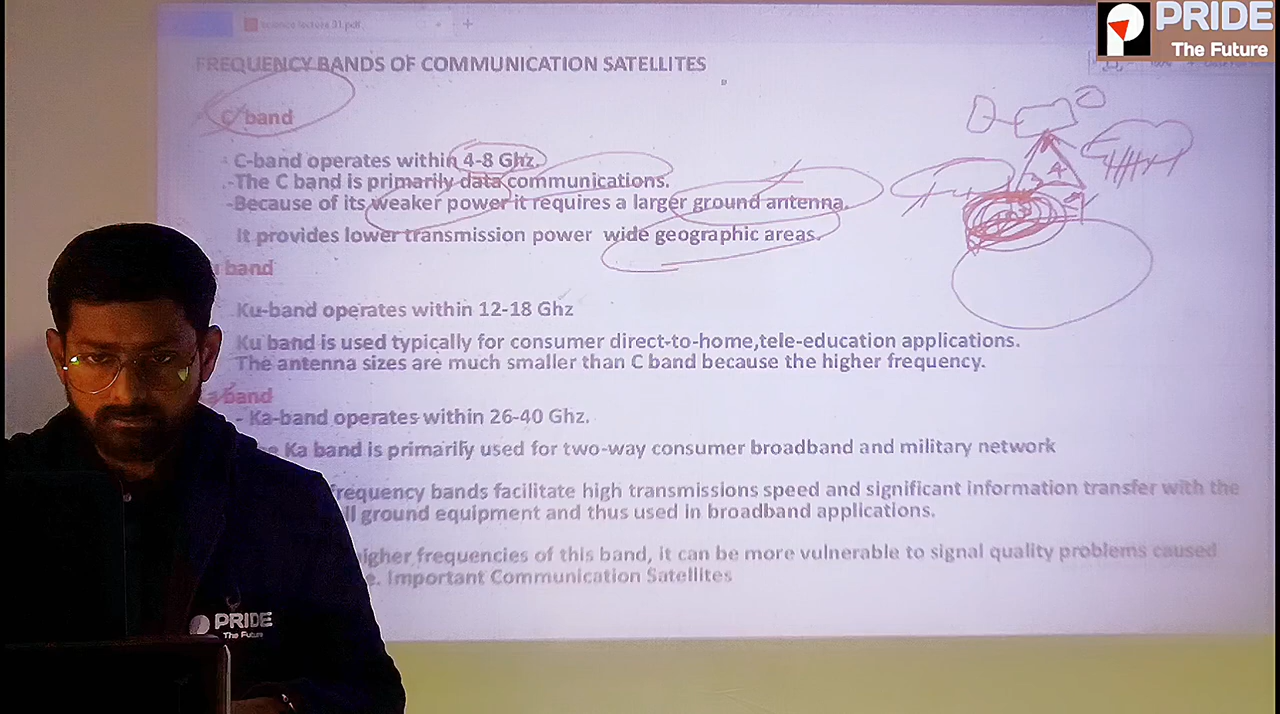 PRIDE
The Future
science lecture 01.pdf
FREQUENCY BANDS OF COMMUNICATION SATELLITES
C band
- C-band operates within 4-8 Ghz.
.-The C band is primarily data communications.
-Because of its weaker power it requires a larger ground antenna.
It provides lower transmission power wide geographic areas.
band
Ku-band operates within 12-18 Ghz
Ku band is used typically for consumer direct-to-home,tele-education applications.
The antenna sizes are much smaller than C band because the higher frequency.
a band
- Ka-band operates within 26-40 Ghz.
Ka band is primarily used for two-way consumer broadband and military network
frequency bands facilitate high transmissions speed and significant information transfer with the
ll ground equipment and thus used in broadband applications.
igher frequencies of this band, it can be more vulnerable to signal quality problems caused
e. Important Communication Satellites
PRIDE
The Future